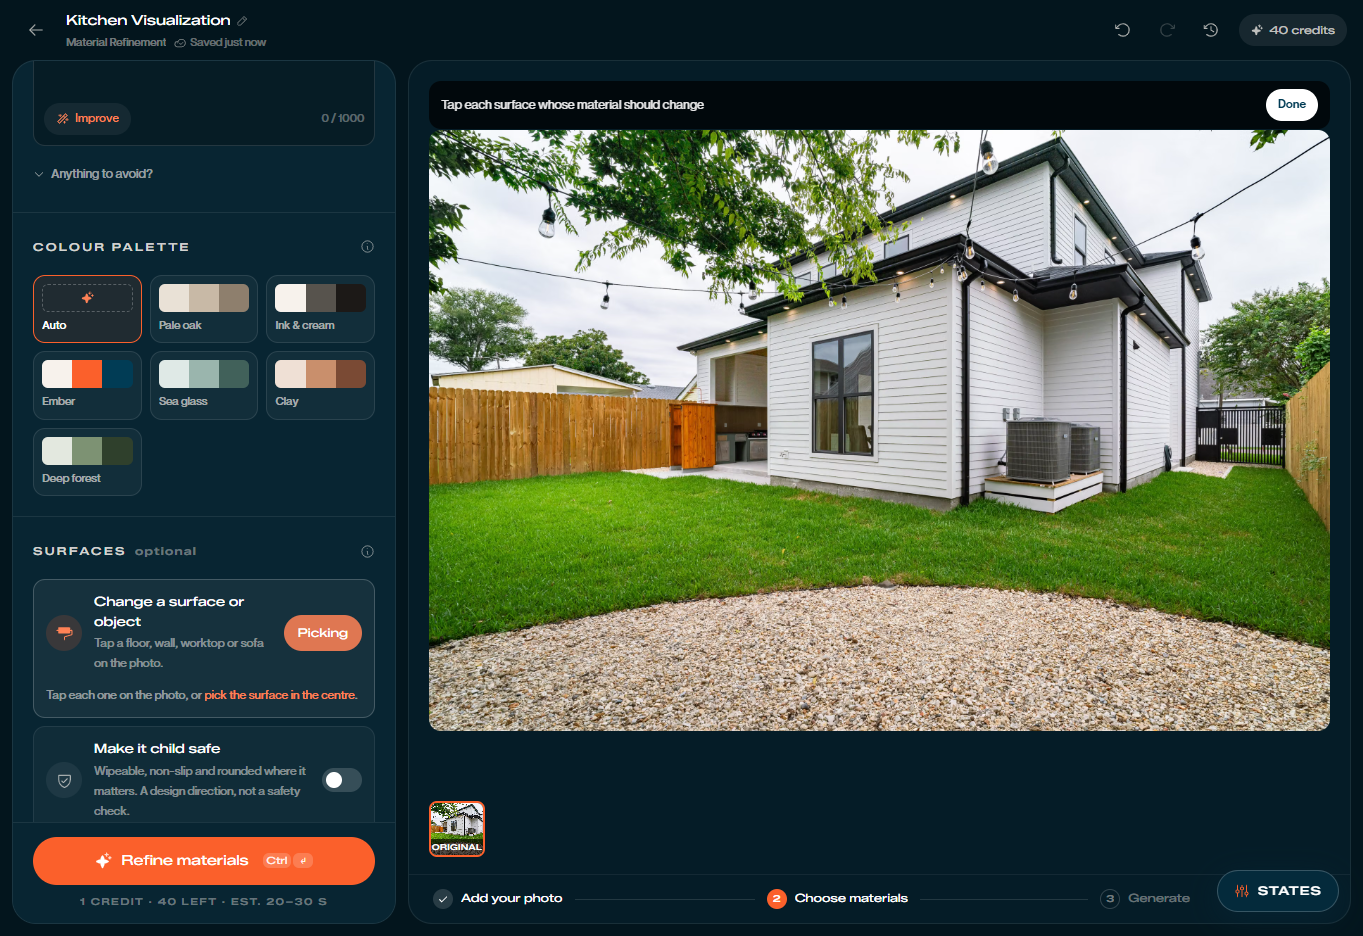 Kitchen Visualization
Material Refinement Saved just now
40 credits
Improve
0 / 1000
Anything to avoid?
COLOUR PALETTE
Auto
Pale oak
Ink & cream
Ember
Sea glass
Clay
Deep forest
SURFACES optional
Change a surface or
object
Tap a floor, wall, worktop or sofa
on the photo.
Picking
Tap each one on the photo, or pick the surface in the centre.
Make it child safe
Wipeable, non-slip and rounded where it
matters. A design direction, not a safety
check.
Refine materials Ctrl
1 CREDIT · 40 LEFT · EST. 20–30 S
Tap each surface whose material should change
Done
ORIGINAL
Add your photo
2 Choose materials
3 Generate
STATES